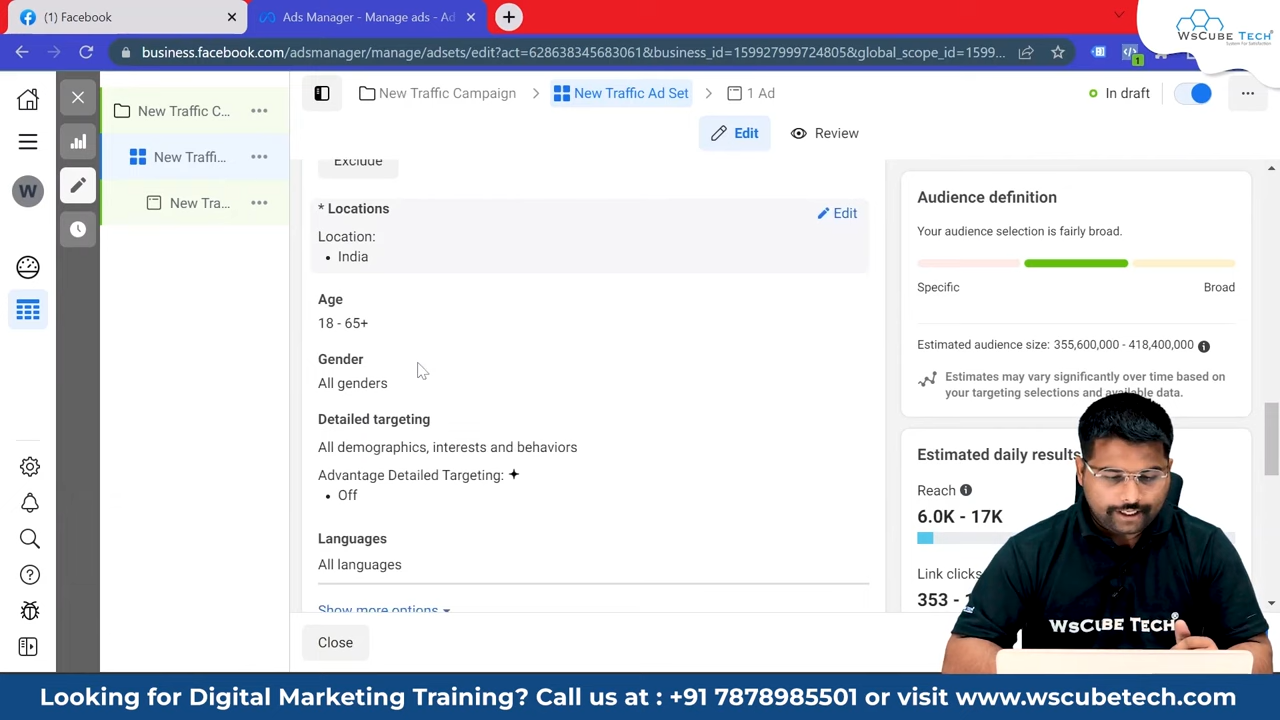 (1) Facebook
Ads Manager - Manage ads - Ad
WSCUBE TECH
System For Satisfaction
business.facebook.com/adsmanager/manage/adsets/edit?act=628638345683061&business_id=159927999724805&global_scope_id=1599...
1
New Traffic C... ...
New Traffi... ...
New Tra... ...
W
New Traffic Campaign > New Traffic Ad Set > 1 Ad
In draft
Edit
Review
Exclude
* Locations
Edit
Location:
• India
Age
18 - 65+
Gender
All genders
Detailed targeting
All demographics, interests and behaviors
Advantage Detailed Targeting:
• Off
Languages
All languages
Show more options
Close
Audience definition
Your audience selection is fairly broad.
Specific
Broad
Estimated audience size: 355,600,000 - 418,400,000
Estimates may vary significantly over time based on
your targeting selections and available data.
Estimated daily results
Reach
6.0K - 17K
Link clicks
353 -
WSCUBE TECH
Looking for Digital Marketing Training? Call us at : +91 7878985501 or visit www.wscubetech.com